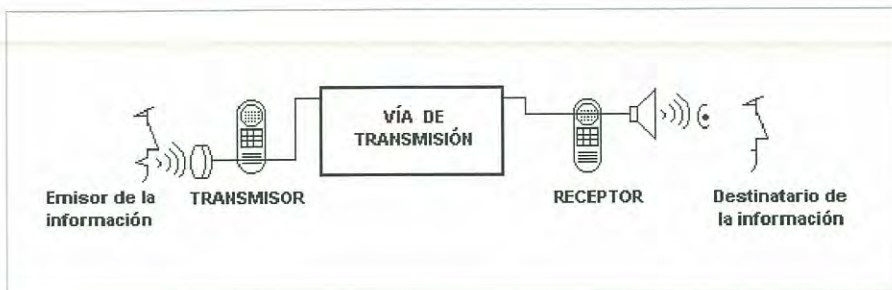 VÍA DE
TRANSMISIÓN
Emisor de la
información
TRANSMISOR
RECEPTOR
Destinatario de
la información